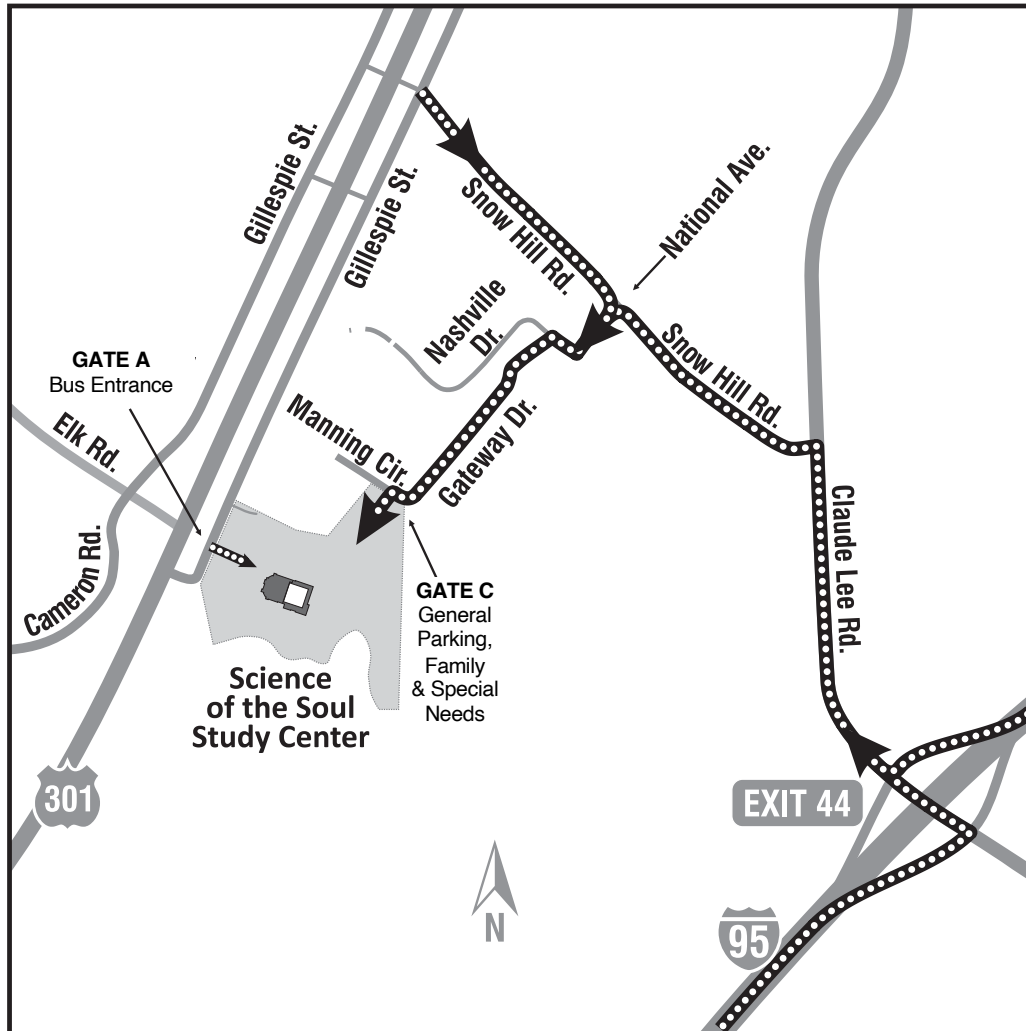 Gillespie St.
Gillespie St.
Snow Hill Rd.
National Ave.
Nashville
Dr.
Snow Hill Rd.
GATE A
Bus Entrance
Elk Rd.
Manning Cir.
Gateway Dr.
Cameron Rd.
Claude Lee Rd.
GATE C
General
Parking,
Family
& Special
Needs
Science
of the Soul
Study Center
301
EXIT 44
N
95